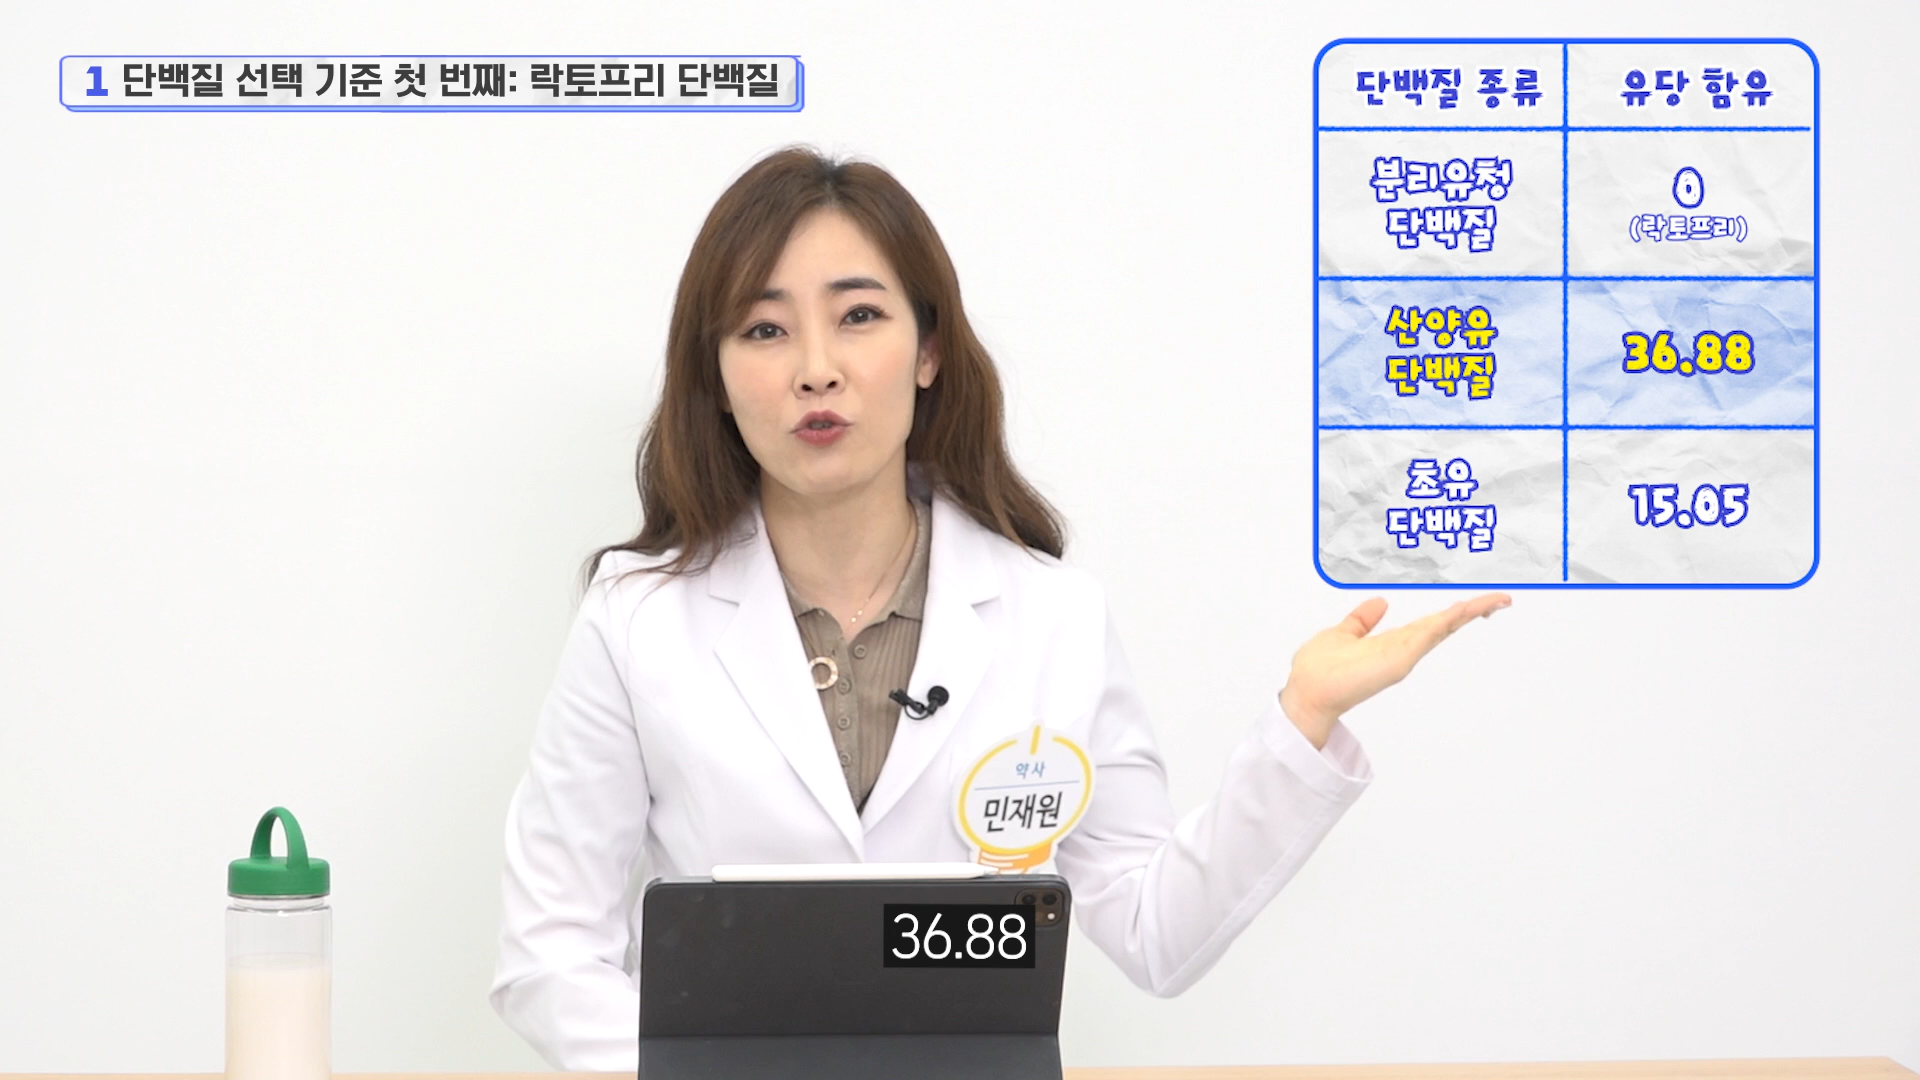 1 단백질 선택 기준 첫 번째: 락토프리 단백질
단백질 종류 유당 함유
분리유청
단백질
0
(락토프리)
산양유
단백질
36.88
초유
단백질
15.05
약사
민재원
36.88